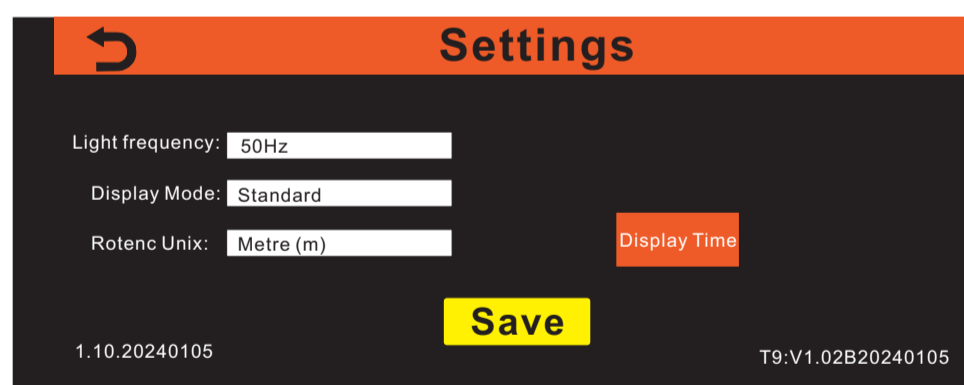 Settings
Light frequency: 50Hz
Display Mode: Standard
Rotenc Unix: Metre (m)
Display Time
Save
1.10.20240105
T9:V1.02B20240105